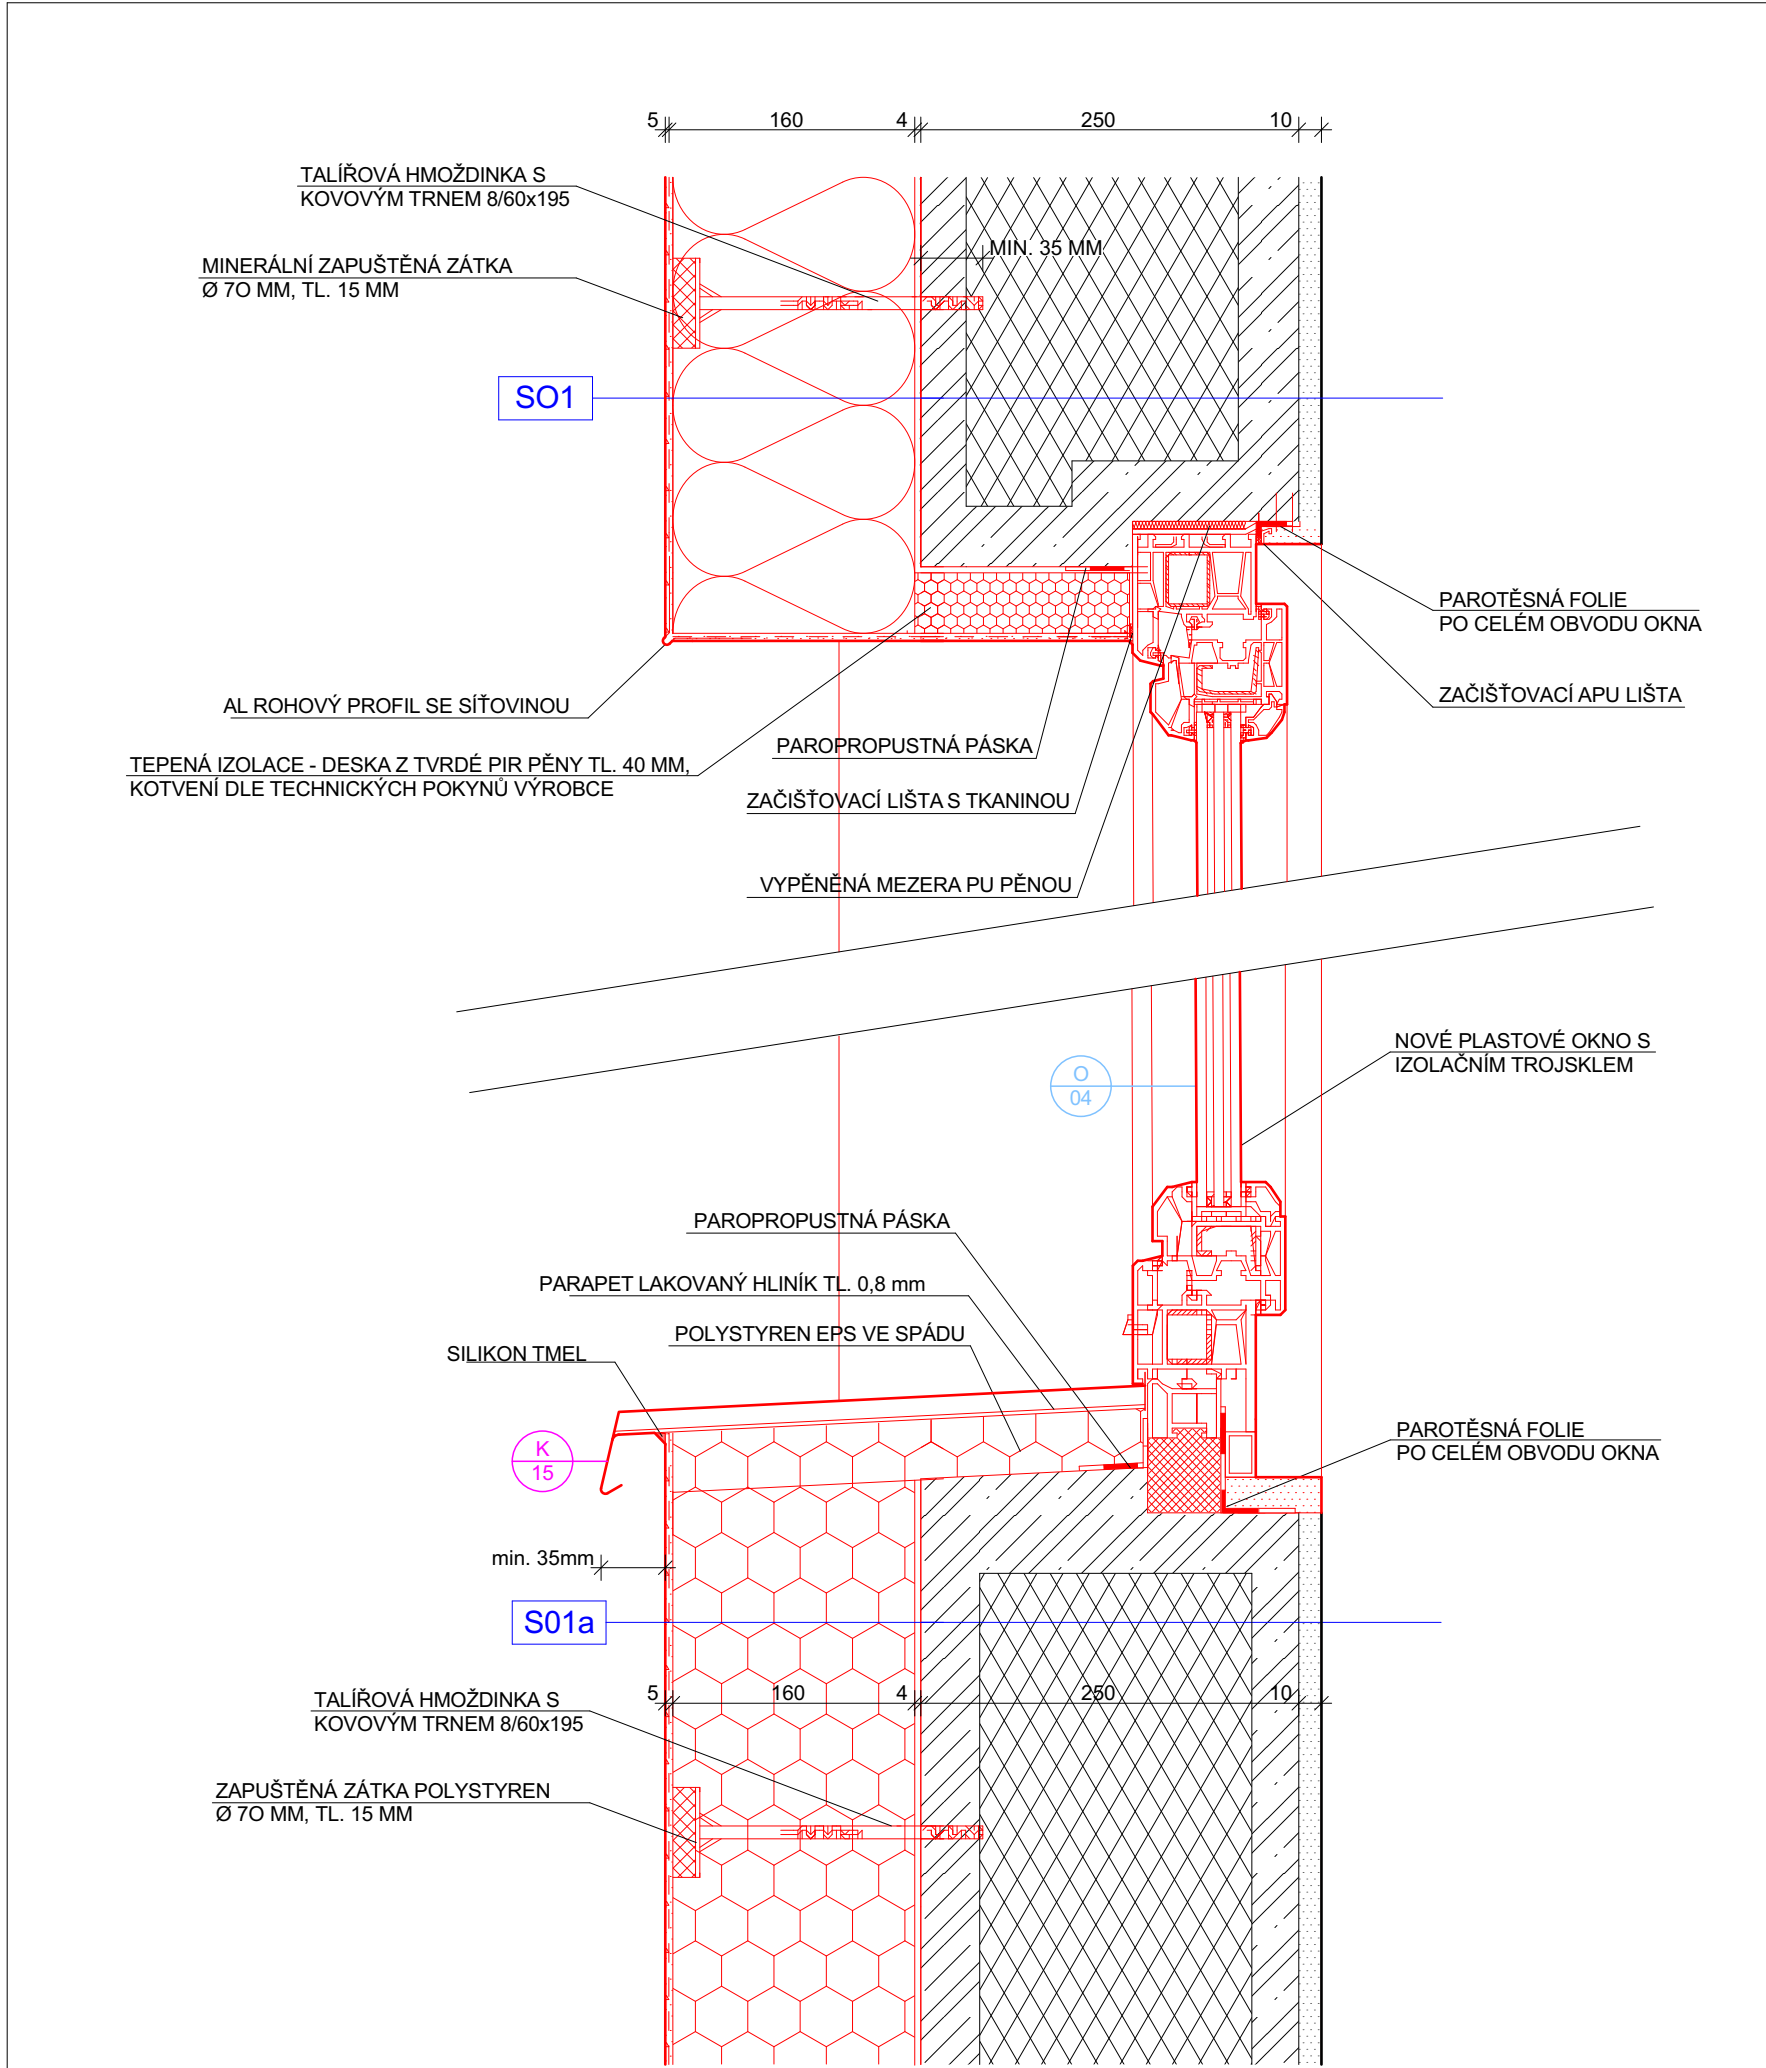 5 160 4 250 10
TALÍŘOVÁ HMOŽDINKA S
KOVOVÝM TRNEM 8/60x195
MIN. 35 MM
MINERÁLNÍ ZAPUŠTĚNÁ ZÁTKA
Ø 7O MM, TL. 15 MM
SO1
PAROTĚSNÁ FOLIE
PO CELÉM OBVODU OKNA
ZAČIŠŤOVACÍ APU LIŠTA
AL ROHOVÝ PROFIL SE SÍŤOVINOU
PAROPROPUSTNÁ PÁSKA
TEPENÁ IZOLACE - DESKA Z TVRDÉ PIR PĚNY TL. 40 MM,
KOTVENÍ DLE TECHNICKÝCH POKYNŮ VÝROBCE
ZAČIŠŤOVACÍ LIŠTA S TKANINOU
VYPĚNĚNÁ MEZERA PU PĚNOU
NOVÉ PLASTOVÉ OKNO S
IZOLAČNÍM TROJSKLEM
O
04
PAROPROPUSTNÁ PÁSKA
PARAPET LAKOVANÝ HLINÍK TL. 0,8 mm
POLYSTYREN EPS VE SPÁDU
SILIKON TMEL
K
15
PAROTĚSNÁ FOLIE
PO CELÉM OBVODU OKNA
min. 35mm
S01a
5 160 4 250 10
TALÍŘOVÁ HMOŽDINKA S
KOVOVÝM TRNEM 8/60x195
ZAPUŠTĚNÁ ZÁTKA POLYSTYREN
Ø 7O MM, TL. 15 MM